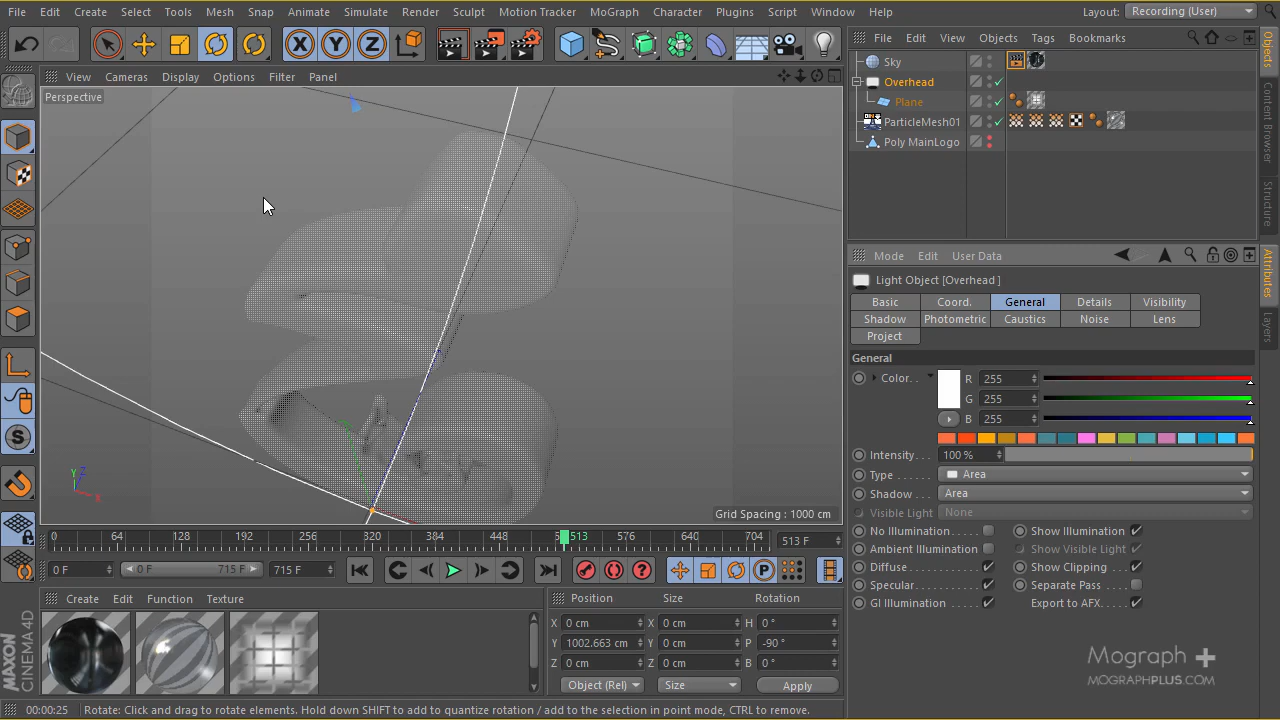 File Edit Create Select Tools Mesh Snap Animate Simulate Render Sculpt Motion Tracker MoGraph Character Plugins Script Window Help Layout: Recording (User)
X Y Z
File Edit View Objects Tags Bookmarks
View Cameras Display Options Filter Panel
Perspective
Sky
Overhead
Plane
ParticleMesh01
Poly MainLogo
Objects
Content Browser
Structure
Mode Edit User Data
Light Object [Overhead ]
Basic Coord. General Details Visibility
Shadow Photometric Caustics Noise Lens
Project
Attributes
Layers
General
Color. . R 255
G 255
B 255
Intensity. . . 100 %
Type . . . . . Area
Shadow . . . Area
Visible Light . None
No Illumination . . . . Show Illumination
Ambient Illumination Show Visible Light
Diffuse . . . . . . . . . . . Show Clipping . . .
Specular. . . . . . . . . . Separate Pass . .
GI Illumination . . . . . Export to AFX. . .
S
Grid Spacing : 1000 cm
0 64 128 192 256 320 384 448 513 576 640 704 513 F
0 F 0 F 715 F 715 F
P
Create Edit Function Texture
Position Size Rotation
X 0 cm X 0 cm H 0 °
Y 1002.663 cm Y 0 cm P -90 °
Z 0 cm Z 0 cm B 0 °
Object (Rel) Size Apply
MAXON
CINEMA 4D
Mograph +
MOGRAPHPLUS.COM
00:00:25 Rotate: Click and drag to rotate elements. Hold down SHIFT to add to quantize rotation / add to the selection in point mode, CTRL to remove.